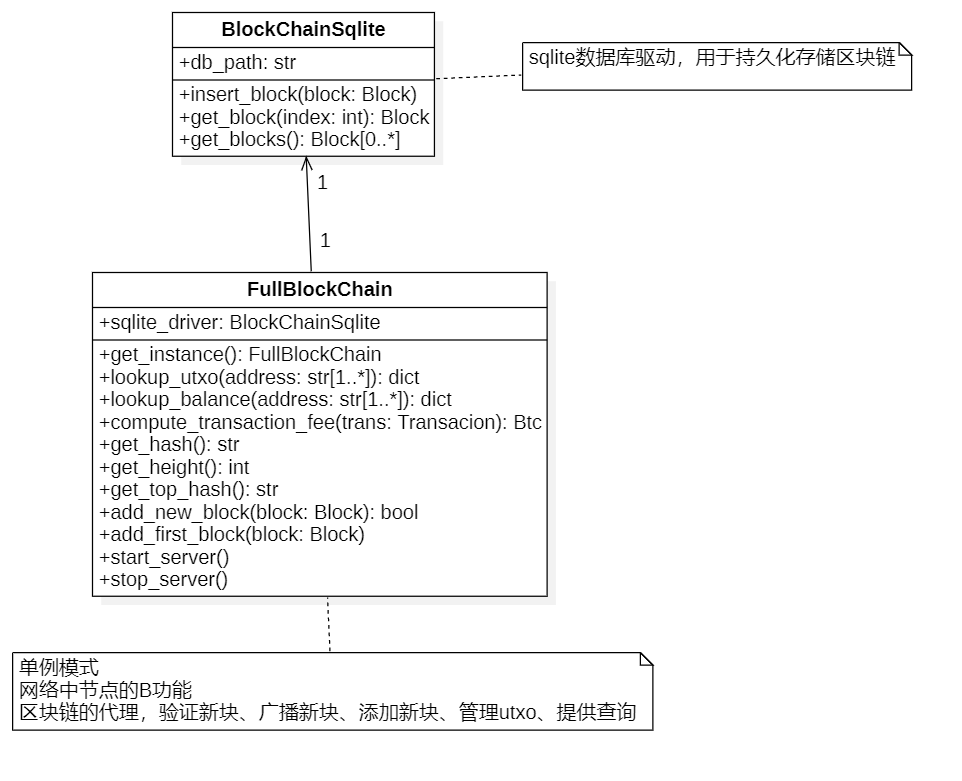 BlockChainSqlite
+db_path: str
+insert_block(block: Block)
+get_block(index: int): Block
+get_blocks(): Block[0..*]
sqlite数据库驱动，用于持久化存储区块链
1
1
FullBlockChain
+sqlite_driver: BlockChainSqlite
+get_instance(): FullBlockChain
+lookup_utxo(address: str[1..*]): dict
+lookup_balance(address: str[1..*]): dict
+compute_transaction_fee(trans: Transacion): Btc
+get_hash(): str
+get_height(): int
+get_top_hash(): str
+add_new_block(block: Block): bool
+add_first_block(block: Block)
+start_server()
+stop_server()
单例模式
网络中节点的B功能
区块链的代理，验证新块、广播新块、添加新块、管理utxo、提供查询